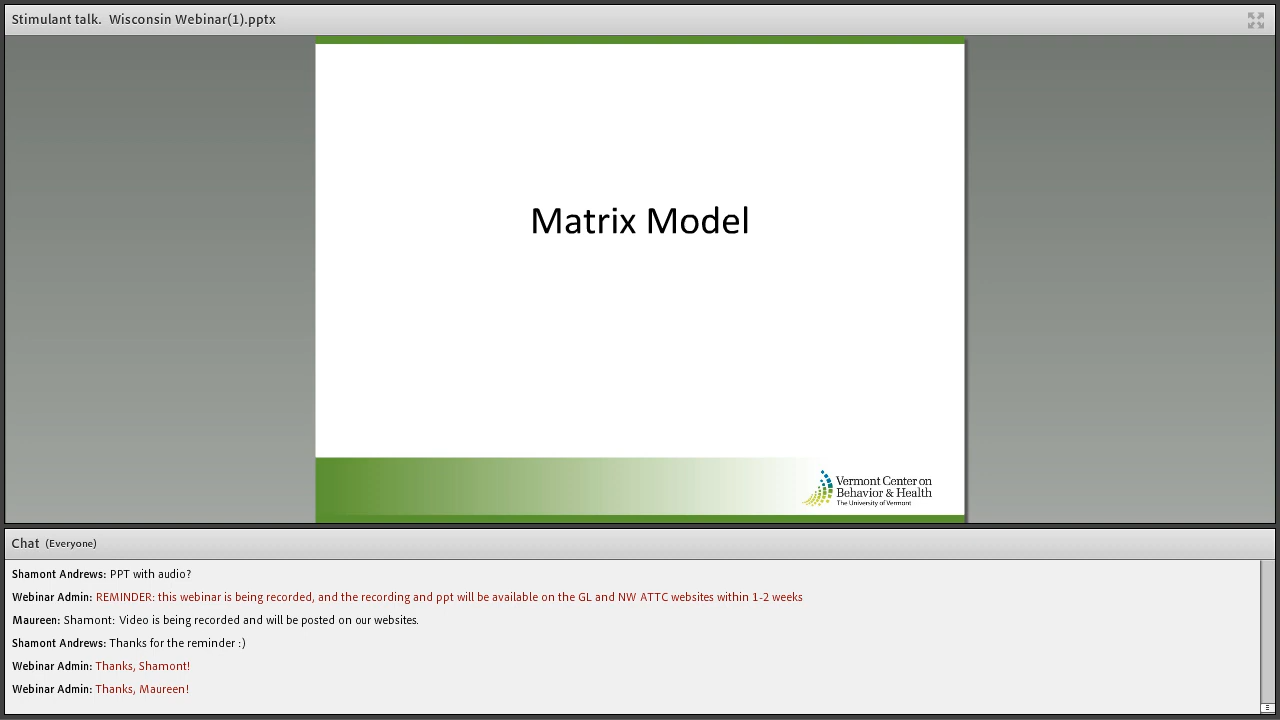 Stimulant talk. Wisconsin Webinar(1).pptx
Matrix Model
Vermont Center on
Behavior & Health
The University of Vermont
Chat (Everyone)
Shamont Andrews: PPT with audio?
Webinar Admin: REMINDER: this webinar is being recorded, and the recording and ppt will be available on the GL and NW ATTC websites within 1-2 weeks
Maureen: Shamont: Video is being recorded and will be posted on our websites.
Shamont Andrews: Thanks for the reminder :)
Webinar Admin: Thanks, Shamont!
Webinar Admin: Thanks, Maureen!